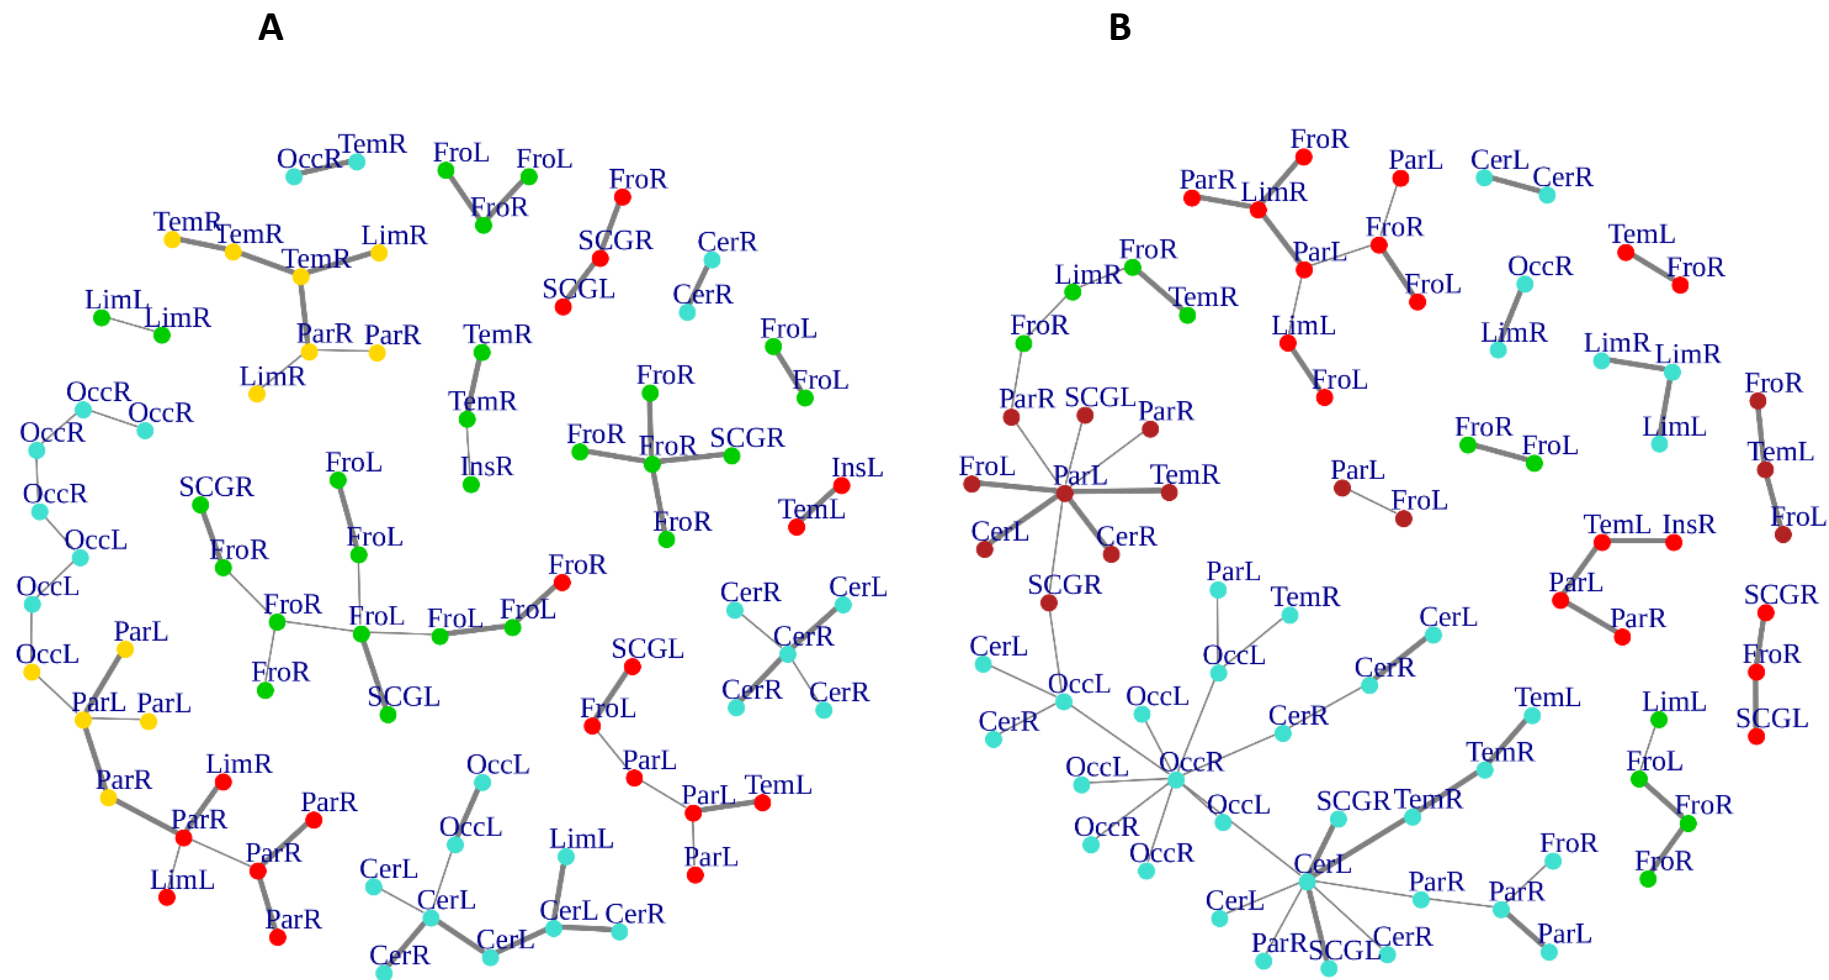 A
B
TemR
OccR
FroL
FroL
FroR
FroR
TemR
TemR
TemR
LimR
SCGR
SCGL
CerR
CerR
LimL
LimR
ParR
ParR
LimR
TemR
TemR
InsR
FroL
FroL
OccR
OccR
OccR
OccR
OccL
OccL
OccL
FroR
FroR
FroR
SCGR
FroR
InsL
TemL
SCGR
FroR
FroL
FroL
FroR
FroL
FroL
FroL
FroR
FroR
SCGL
CerR
CerL
CerR
CerR
CerR
ParL
ParL
ParL
ParR
SCGL
FroL
ParL
ParL
TemL
ParL
LimR
ParR
ParR
ParR
LimL
ParR
OccL
OccL
CerL
CerL
CerR
CerL
LimL
CerL
CerR
FroR
ParR
LimR
ParL
FroR
ParL
FroL
LimL
FroL
CerL
CerR
TemL
FroR
FroR
LimR
TemR
FroR
OccR
LimR
LimR
LimR
LimL
FroR
TemL
FroL
ParR
SCGL
ParR
FroL
ParL
TemR
CerL
CerR
SCGR
FroR
FroL
ParL
FroL
TemL
InsR
ParL
ParR
SCGR
FroR
SCGL
ParL
TemR
OccL
CerL
CerL
OccL
CerR
OccL
CerR
CerR
OccL
OccR
OccL
OccR
OccR
TemL
TemR
SCGR
TemR
CerL
CerL
ParR
SCGL
CerR
ParR
ParR
FroR
ParL
LimL
FroL
FroR
FroR